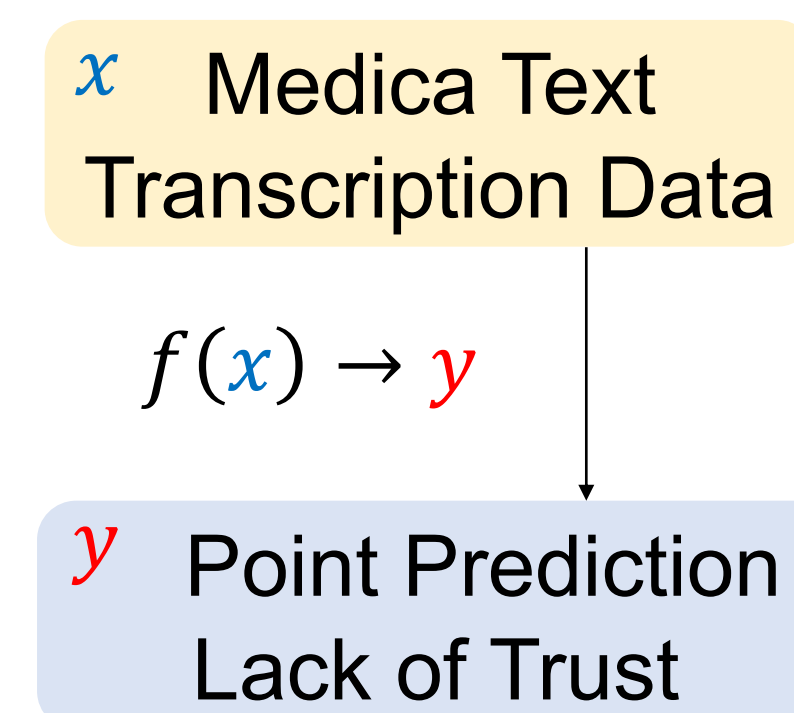 x Medica Text
Transcription Data
f(x) → y
y Point Prediction
Lack of Trust